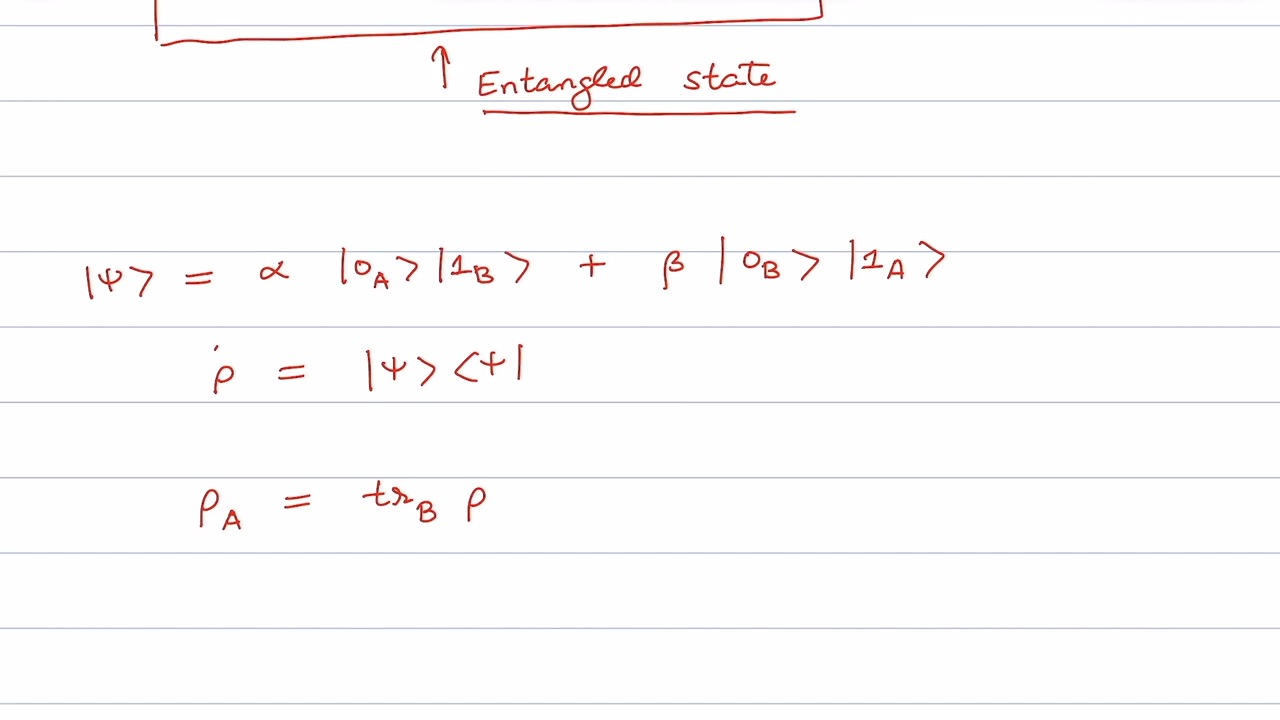 ↑ Entangled state
|ψ> = α |0_A>|1_B> + β |0_B>|1_A>
ρ = |ψ><ψ|
ρ_A = tr_B ρ